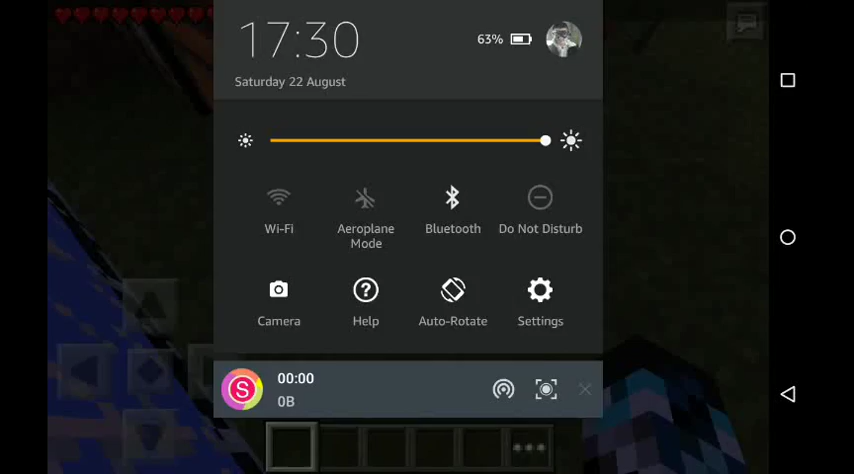 17:30
63%
Saturday 22 August
Wi-Fi
Aeroplane
Mode
Bluetooth
Do Not Disturb
Camera
Help
Auto-Rotate
Settings
S
00:00
0B